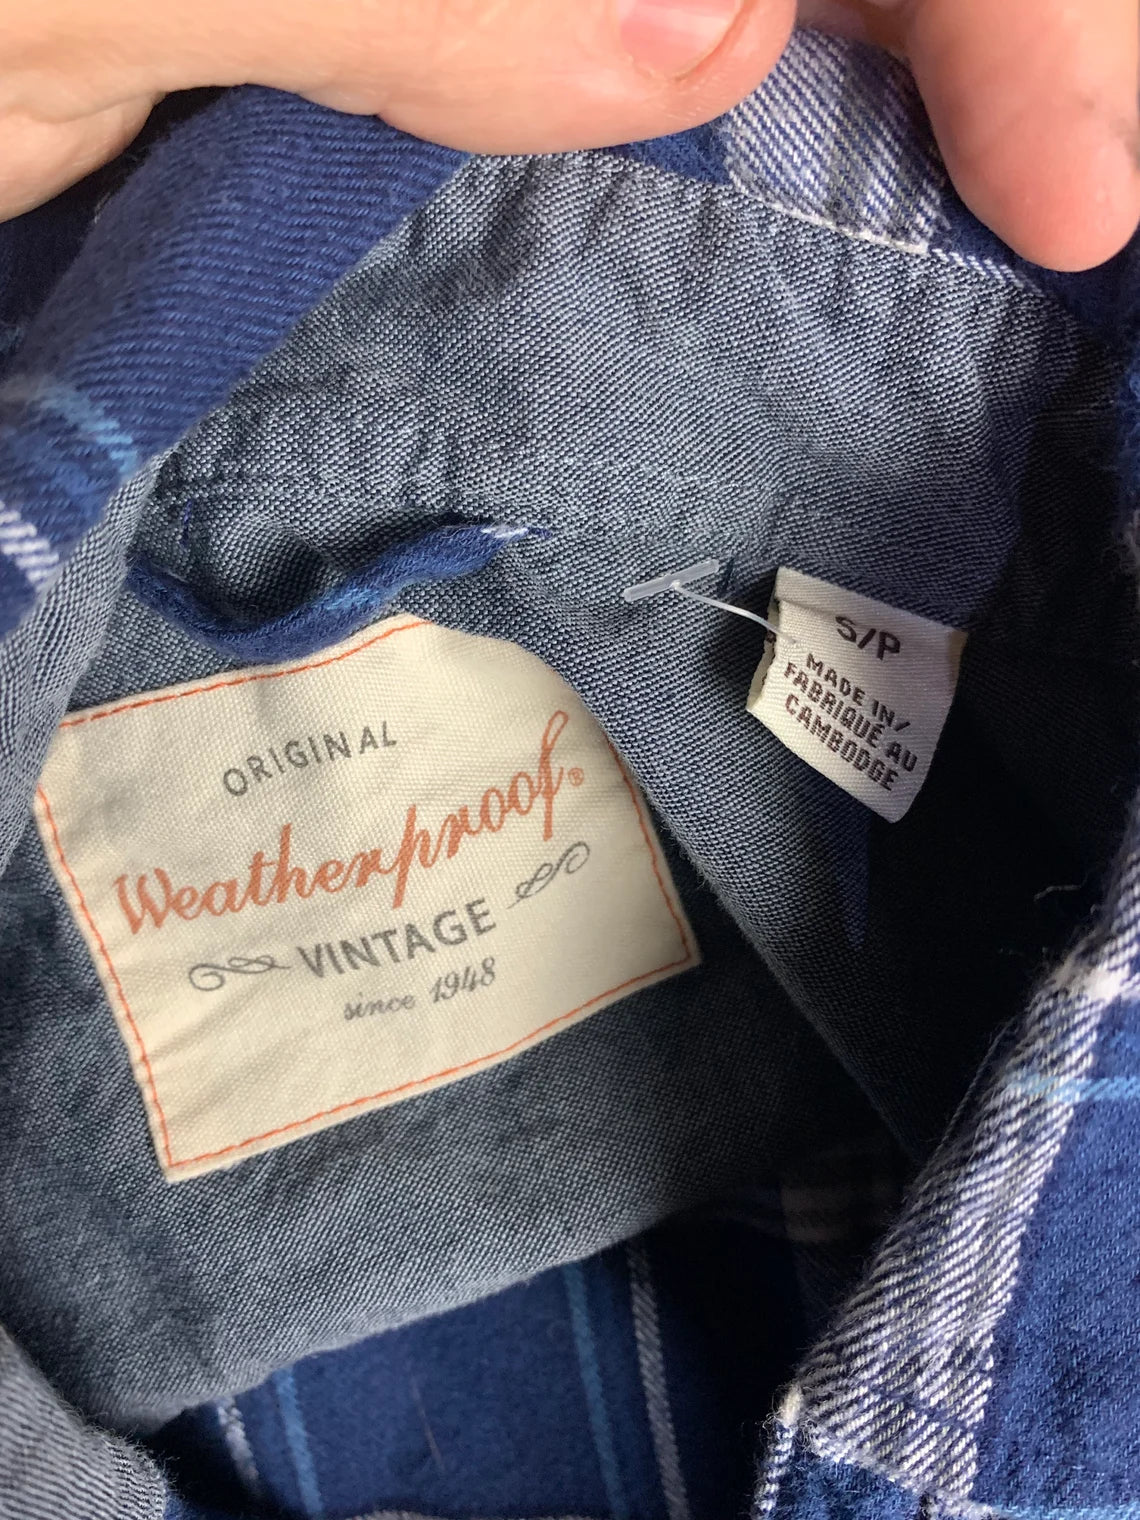 ORIGINAL
Weatherproof®
VINTAGE
since 1948
S/P
MADE IN/
FABRIQUÉ AU
CAMBODGE